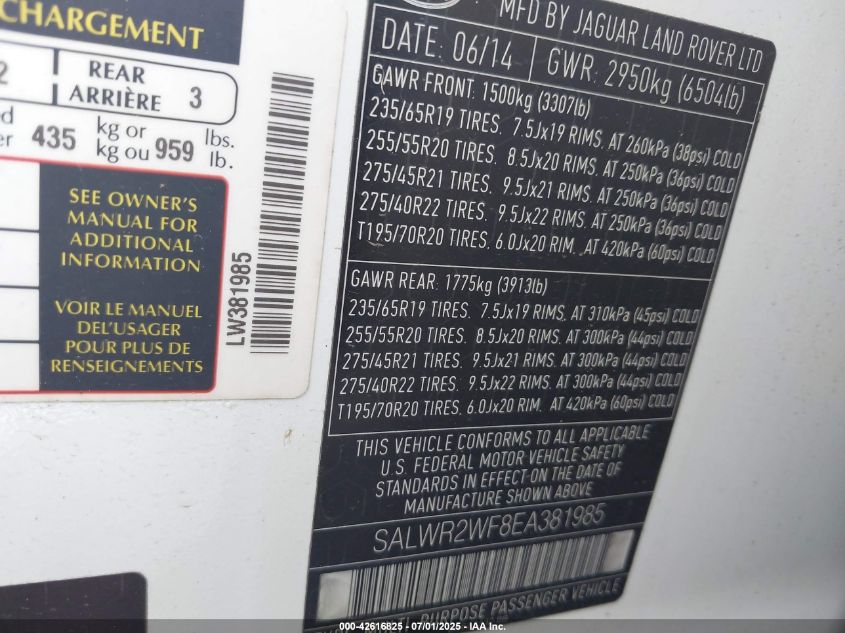 CHARGEMENT
2
REAR
ARRIÈRE 3
435 kg or
kg ou 959 lbs.
lb.
SEE OWNER'S
MANUAL FOR
ADDITIONAL
INFORMATION
VOIR LE MANUEL
DEL'USAGER
POUR PLUS DE
RENSEIGNEMENTS
LW381985
MFD BY JAGUAR LAND ROVER LTD
DATE: 06/14 GWR: 2950kg (6504lb)
GAWR FRONT: 1500kg (3307lb)
235/65R19 TIRES. 7.5Jx19 RIMS. AT 260kPa (38psi) COLD
255/55R20 TIRES. 8.5Jx20 RIMS. AT 250kPa (36psi) COLD
275/45R21 TIRES. 9.5Jx21 RIMS. AT 250kPa (36psi) COLD
275/40R22 TIRES. 9.5Jx22 RIMS. AT 250kPa (36psi) COLD
T195/70R20 TIRES. 6.0Jx20 RIM. AT 420kPa (60psi) COLD
GAWR REAR: 1775kg (3913lb)
235/65R19 TIRES. 7.5Jx19 RIMS. AT 310kPa (45psi) COLD
255/55R20 TIRES. 8.5Jx20 RIMS. AT 300kPa (44psi) COLD
275/45R21 TIRES. 9.5Jx21 RIMS. AT 300kPa (44psi) COLD
275/40R22 TIRES. 9.5Jx22 RIMS. AT 300kPa (44psi) COLD
T195/70R20 TIRES. 6.0Jx20 RIM. AT 420kPa (60psi) COLD
THIS VEHICLE CONFORMS TO ALL APPLICABLE
U.S. FEDERAL MOTOR VEHICLE SAFETY
STANDARDS IN EFFECT ON THE DATE OF
MANUFACTURE SHOWN ABOVE
SALWR2WF8EA381985
PURPOSE PASSENGER VEHICLE
000-42616825 - 07/01/2025 - IAA Inc.